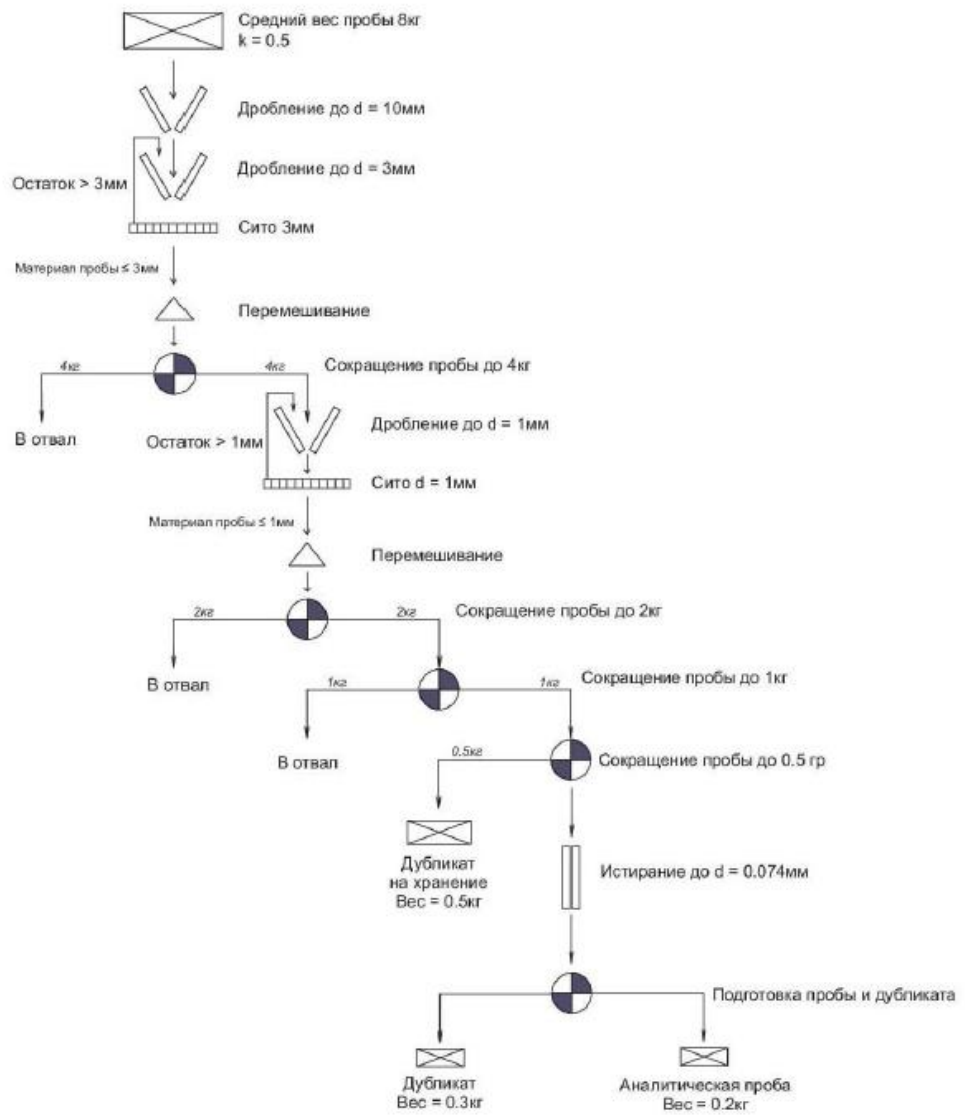 Средний вес пробы 8кг
k = 0.5
Дробление до d = 10мм
Дробление до d = 3мм
Остаток > 3мм
Сито 3мм
Материал пробы ≤ 3мм
Перемешивание
4кг
4кг
Сокращение пробы до 4кг
В отвал
Остаток > 1мм
Дробление до d = 1мм
Сито d = 1мм
Материал пробы ≤ 1мм
Перемешивание
2кг
2кг
Сокращение пробы до 2кг
В отвал
1кг
1кг
Сокращение пробы до 1кг
В отвал
0.5кг
Сокращение пробы до 0.5 гр
Дубликат
на хранение
Вес = 0.5кг
Истирание до d = 0.074мм
Подготовка пробы и дубликата
Дубликат
Вес = 0.3кг
Аналитическая проба
Вес = 0.2кг